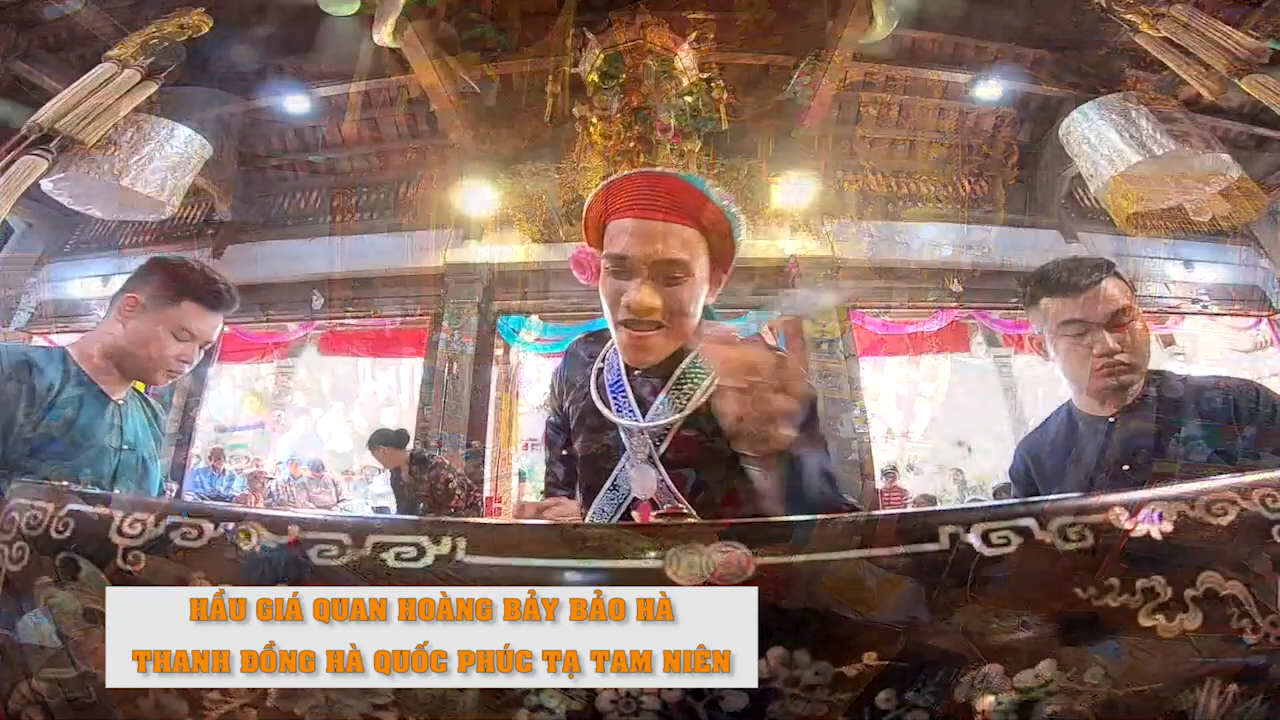 HẦU GIÁ QUAN HOÀNG BẢY BẢO HÀ
THANH ĐỒNG HÀ QUỐC PHÚC TẠ TAM NIÊN